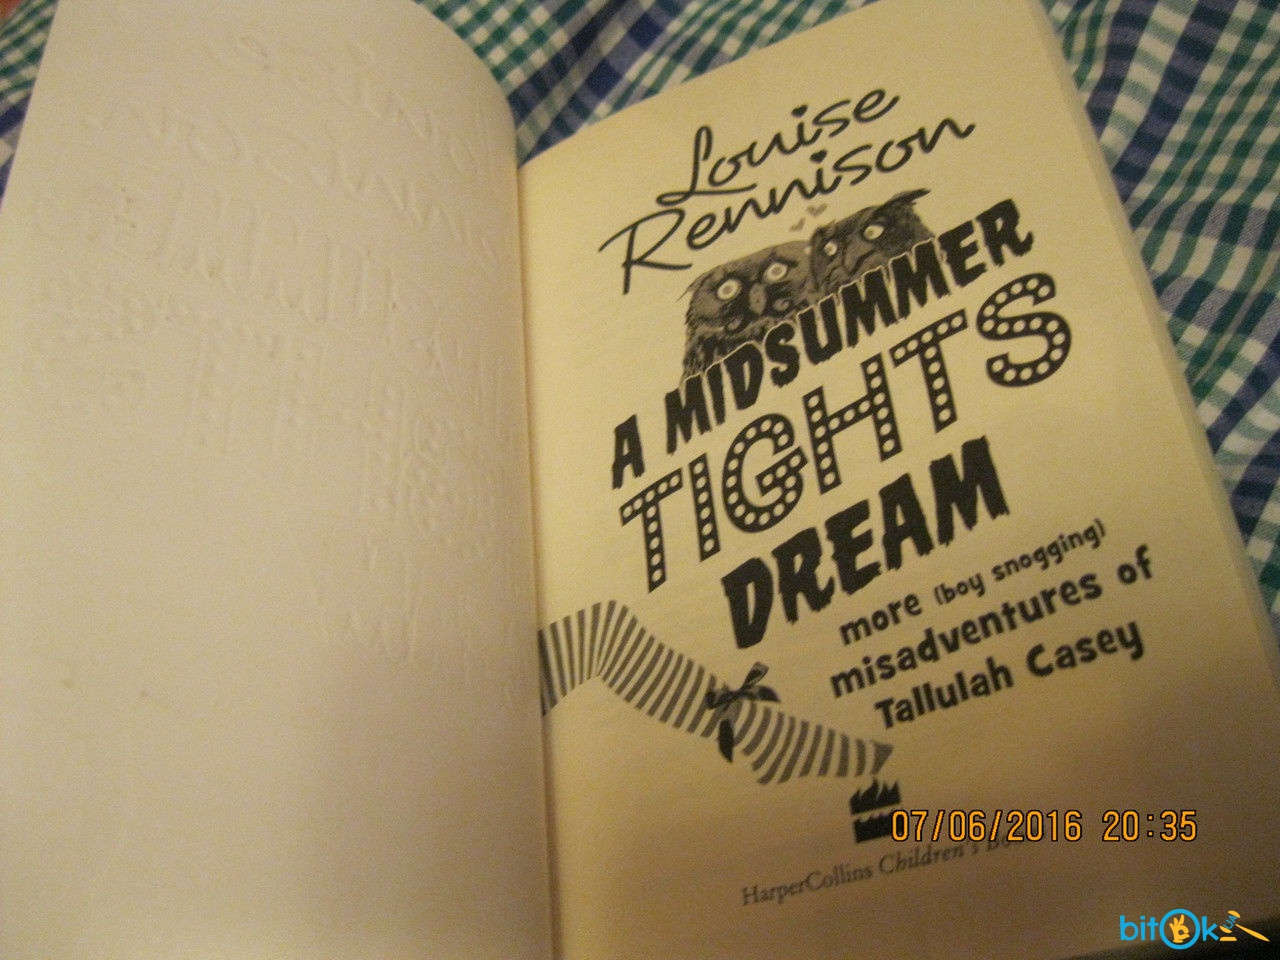 Louise
Rennison
A MIDSUMMER
TIGHTS
DREAM
more (boy snogging)
misadventures of
Tallulah Casey
HarperCollins Children's
07/06/2016 20:35
bitOk